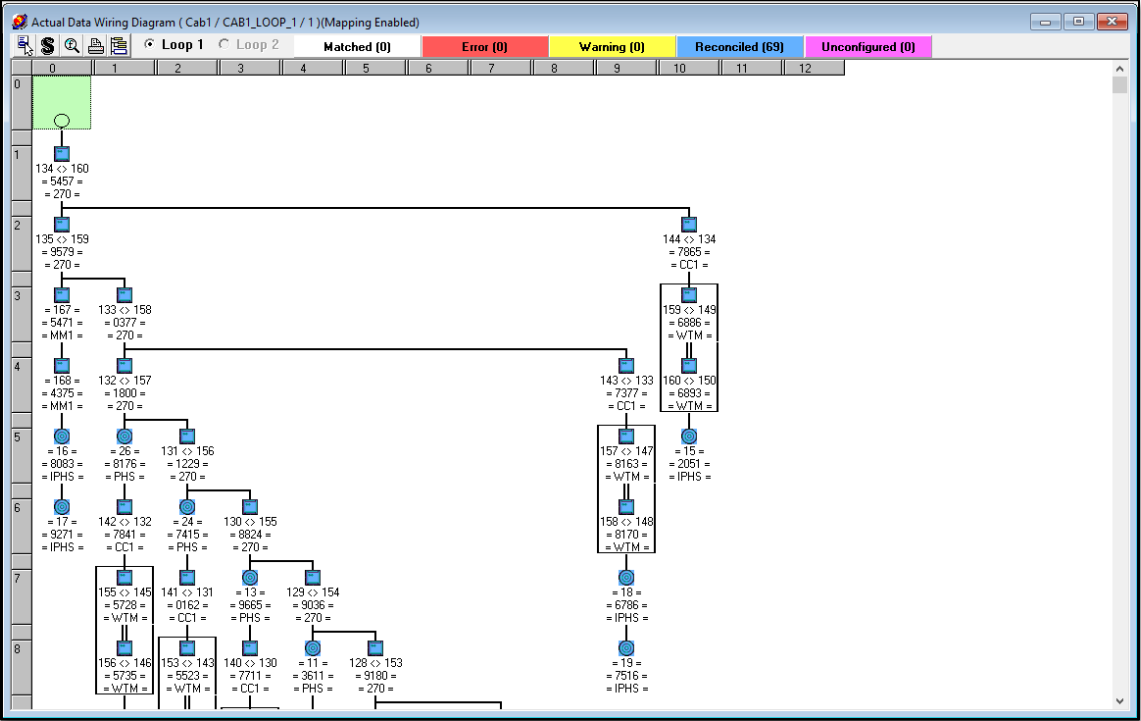 Actual Data Wiring Diagram ( Cab1 / CAB1_LOOP_1 / 1 )(Mapping Enabled)
Loop 1 Loop 2 Matched (0) Error (0) Warning (0) Reconciled (69) Unconfigured (0)
0 1 2 3 4 5 6 7 8 9 10 11 12
0
1
134 <> 160
= 5457 =
= 270 =
2
135 <> 159 144 <> 134
= 9579 = = 7865 =
= 270 = = CC1 =
3
= 167 = 133 <> 158 159 <> 149
= 5471 = = 0377 = = 6886 =
= MM1 = = 270 = = WTM =
4
= 168 = 132 <> 157 143 <> 133 160 <> 150
= 4375 = = 1800 = = 7377 = = 6893 =
= MM1 = = 270 = = CC1 = = WTM =
5
= 16 = = 26 = 131 <> 156 157 <> 147 = 15 =
= 8083 = = 8176 = = 1229 = = 8163 = = 2051 =
= IPHS = = PHS = = 270 = = WTM = = IPHS =
6
= 17 = 142 <> 132 = 24 = 130 <> 155 158 <> 148
= 9271 = = 7841 = = 7415 = = 8824 = = 8170 =
= IPHS = = CC1 = = PHS = = 270 = = WTM =
7
155 <> 145 141 <> 131 = 13 = 129 <> 154 = 18 =
= 5728 = = 0162 = = 9665 = = 9036 = = 6786 =
= WTM = = CC1 = = PHS = = 270 = = IPHS =
8
156 <> 146 153 <> 143 140 <> 130 = 11 = 128 <> 153 = 19 =
= 5735 = = 5523 = = 7711 = = 3611 = = 9180 = = 7516 =
= WTM = = WTM = = CC1 = = PHS = = 270 = = IPHS =